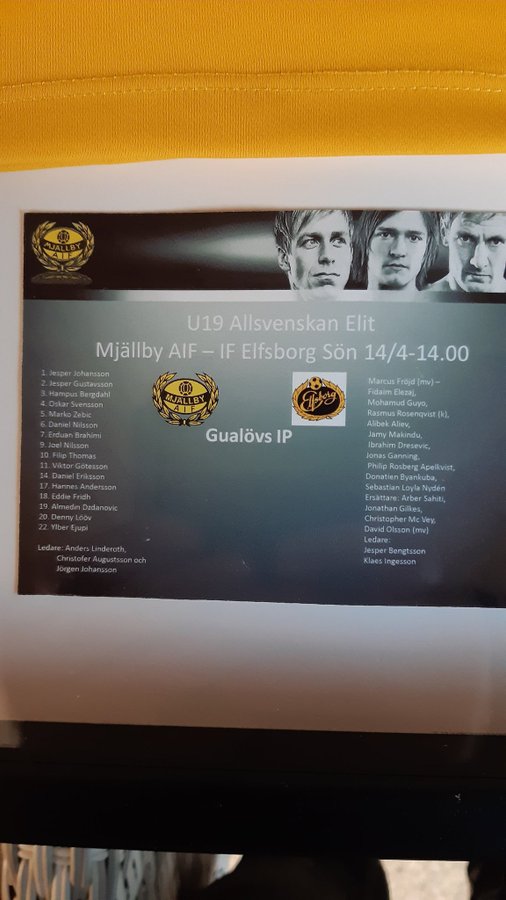 MJÄLLBY
A I F
U19 Allsvenskan Elit
Mjällby AIF – IF Elfsborg Sön 14/4-14.00
1. Jesper Johansson
2. Jesper Gustavsson
3. Hampus Bergdahl
4. Oskar Svensson
5. Marko Zebic
6. Daniel Nilsson
7. Erduan Brahimi
9. Joel Nilsson
10. Filip Thomas
11. Viktor Götesson
14. Daniel Eriksson
17. Hannes Andersson
18. Eddie Fridh
19. Almedin Dzdanovic
20. Denny Lööv
22. Ylber Ejupi
Ledare: Anders Linderoth,
Christofer Augustsson och
Jörgen Johansson
MJÄLLBY
A I F
Elfsborg
Gualövs IP
Marcus Fröjd (mv) –
Fidaim Elezaj,
Mohamud Guyo,
Rasmus Rosenqvist (k),
Alibek Aliev,
Jamy Makindu,
Ibrahim Dresevic,
Jonas Ganning,
Philip Rosberg Apelkvist,
Donatien Byankuba,
Sebastian Loyla Nydén
Ersättare: Arber Sahiti,
Jonathan Gilkes,
Christopher Mc Vey,
David Olsson (mv)
Ledare:
Jesper Bengtsson
Klaes Ingesson